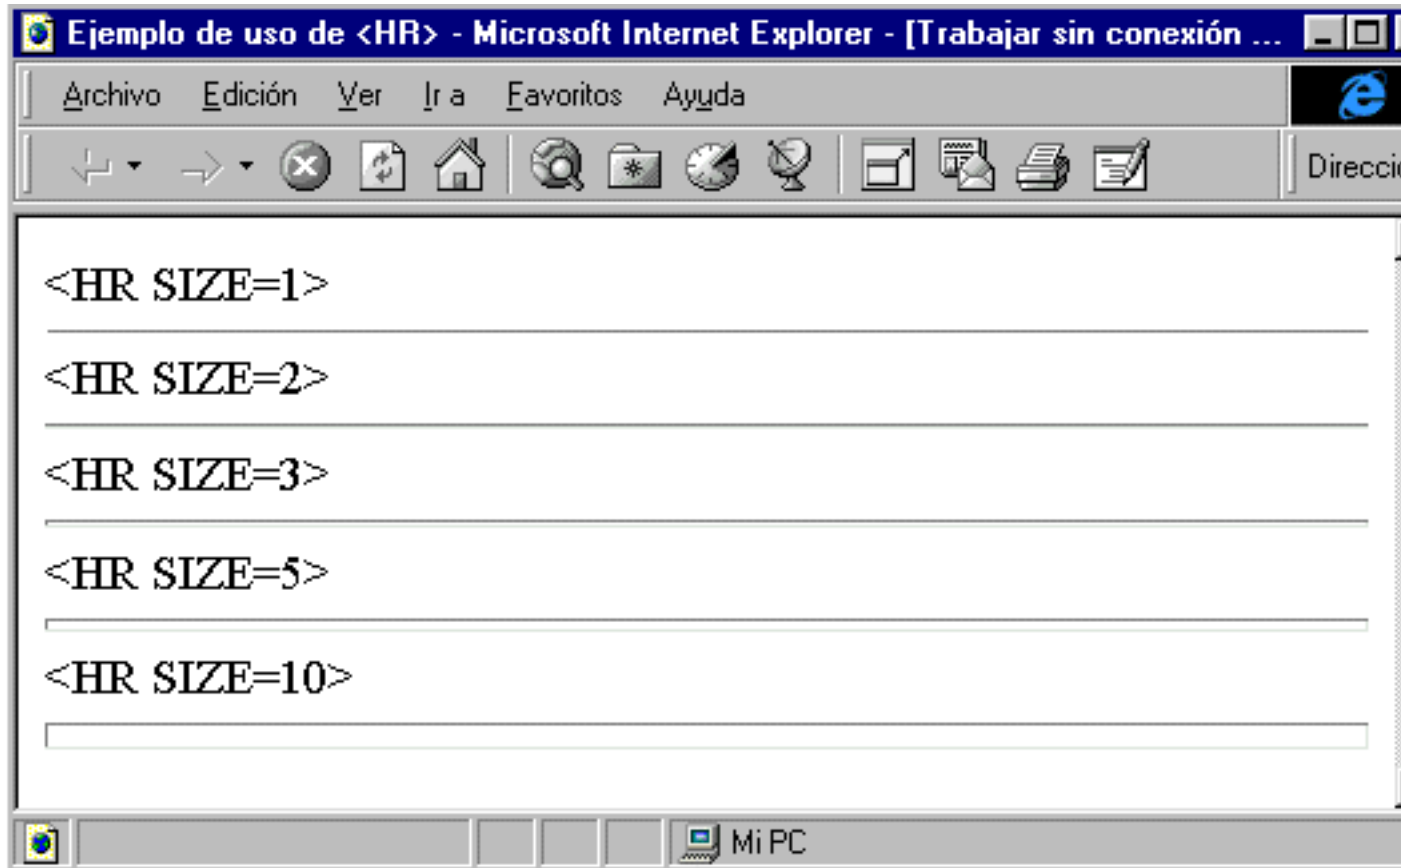 Ejemplo de uso de <HR> - Microsoft Internet Explorer - [Trabajar sin conexión ...
Archivo Edición Ver Ir a Favoritos Ayuda
Direcci
<HR SIZE=1>
<HR SIZE=2>
<HR SIZE=3>
<HR SIZE=5>
<HR SIZE=10>
Mi PC